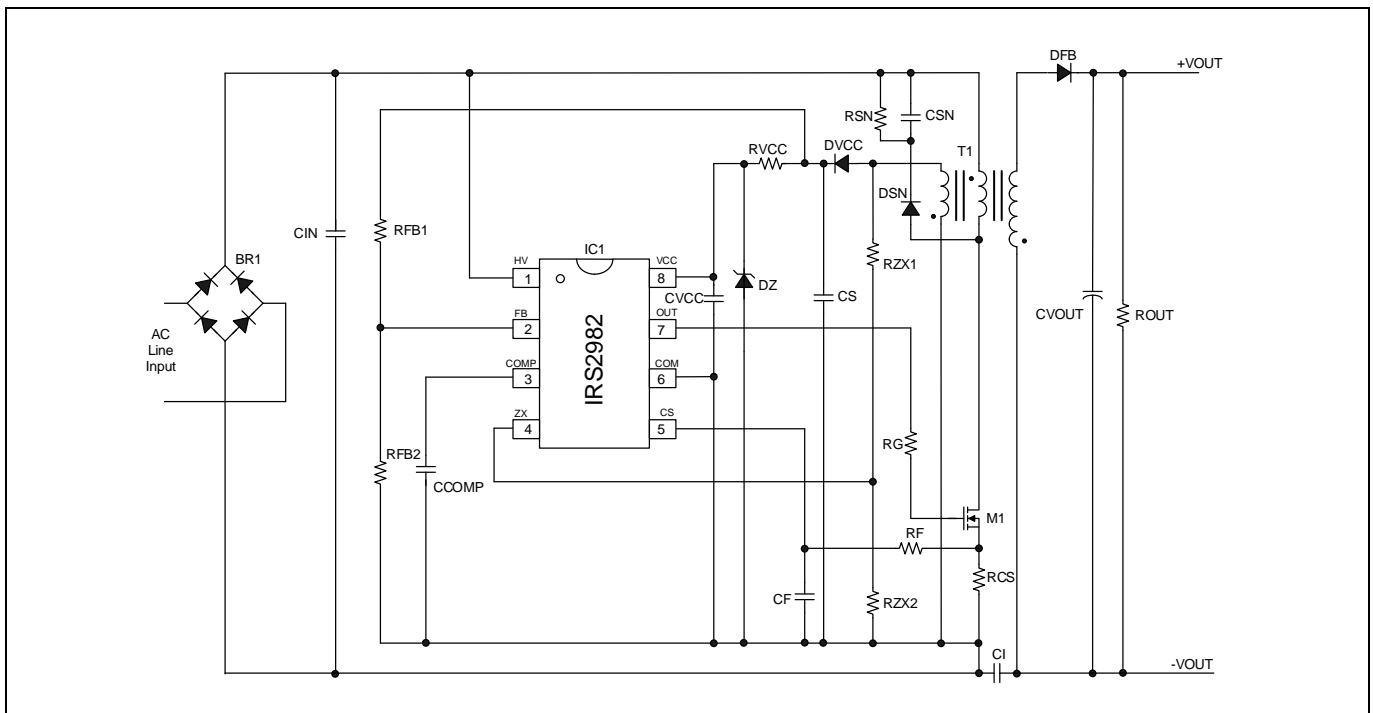 DFB
+VOUT
RSN
CSN
RVCC
DVCC
T1
DSN
CIN
RFB1
BR1
IC1
HV
VCC
1
8
RZX1
DZ
CVCC
CS
FB
OUT
2
7
CVOUT
ROUT
AC
Line
Input
IRS2982
COMP
COM
3
6
ZX
CS
4
5
RG
RFB2
CCOMP
M1
RF
RCS
CF
RZX2
CI
-VOUT